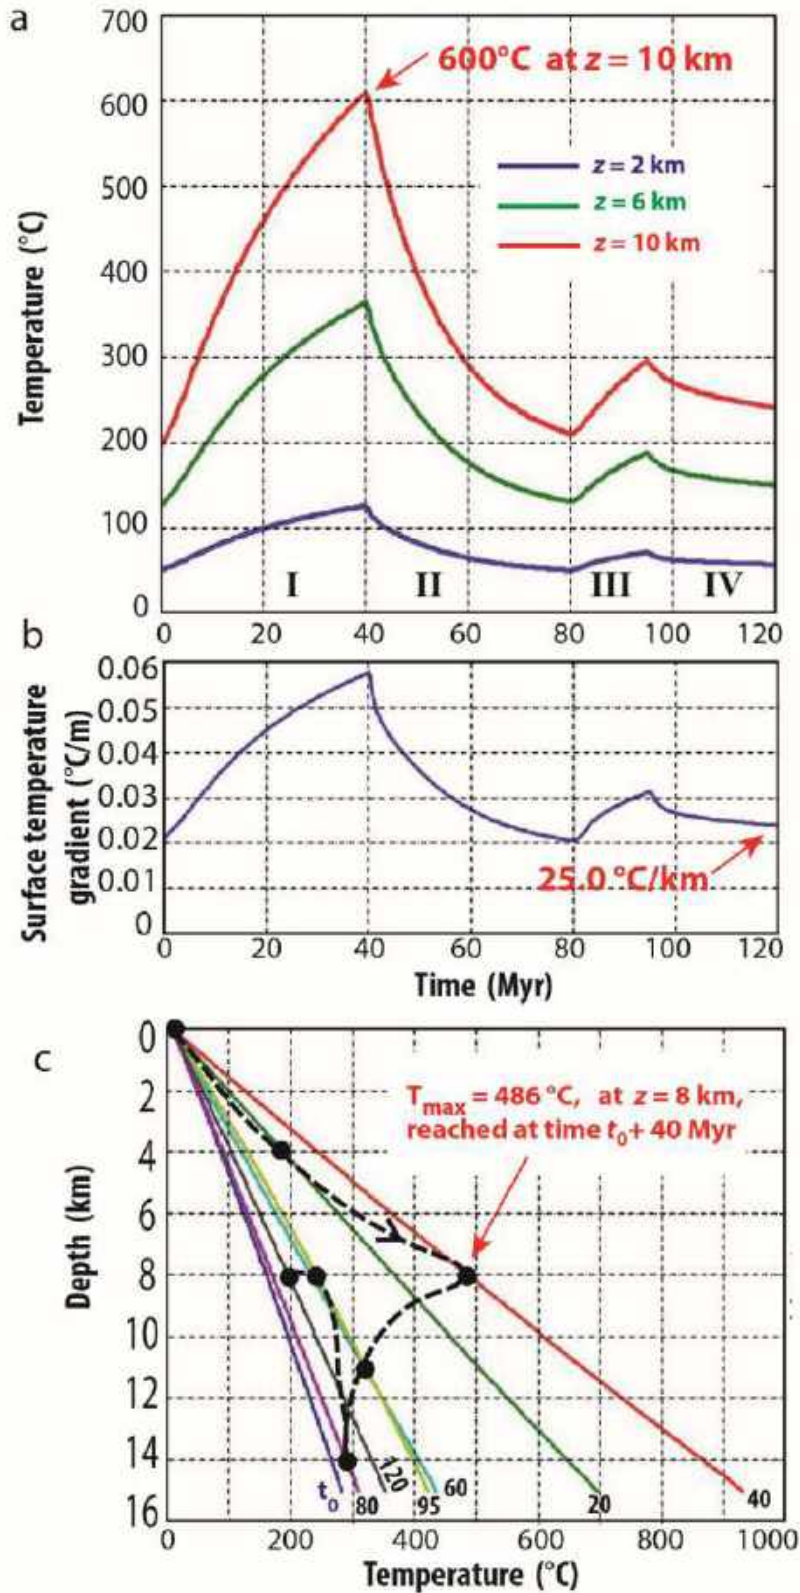 a
700
600°C at z = 10 km
600
z = 2 km
500
z = 6 km
z = 10 km
400
Temperature (°C)
300
200
100
I II III IV
0
0 20 40 60 80 100 120
b
0.06
0.05
0.04
0.03
0.02
0.01
0
Surface temperature
gradient (°C/m)
25.0 °C/km
0 20 40 60 80 100 120
Time (Myr)
c
0
2
Tmax = 486 °C, at z = 8 km,
reached at time t0+ 40 Myr
4
6
Depth (km)
8
10
12
14
16
t0 80 120 95 60 20 40
0 200 400 600 800 1000
Temperature (°C)